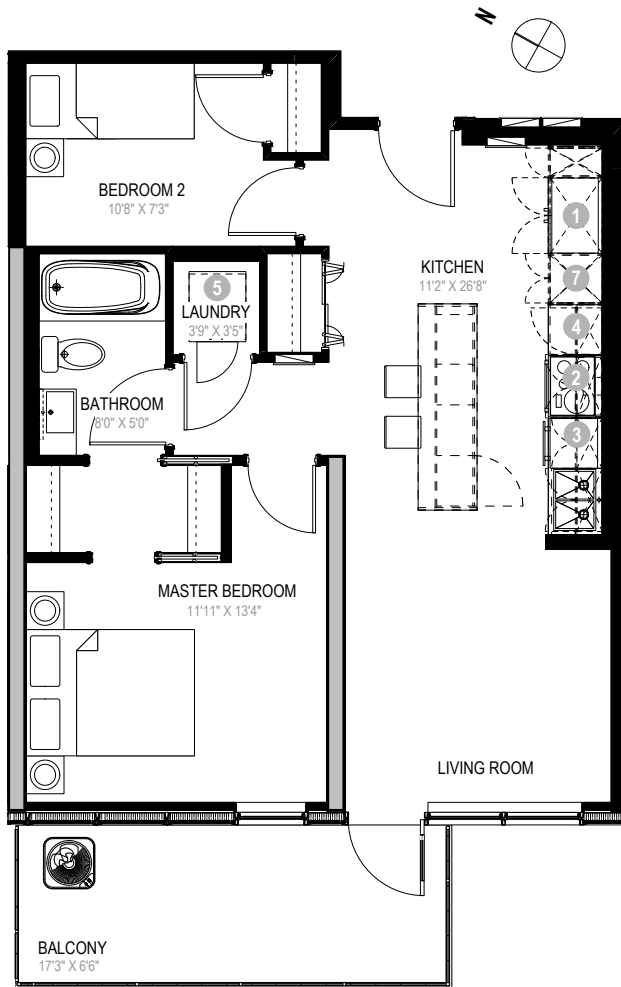 N
BEDROOM 2
10'8" X 7'3"
1
KITCHEN
11'2" X 26'8"
7
5
LAUNDRY
3'9" X 3'5"
4
2
BATHROOM
8'0" X 5'0"
3
MASTER BEDROOM
11'11" X 13'4"
LIVING ROOM
BALCONY
17'3" X 6'6"